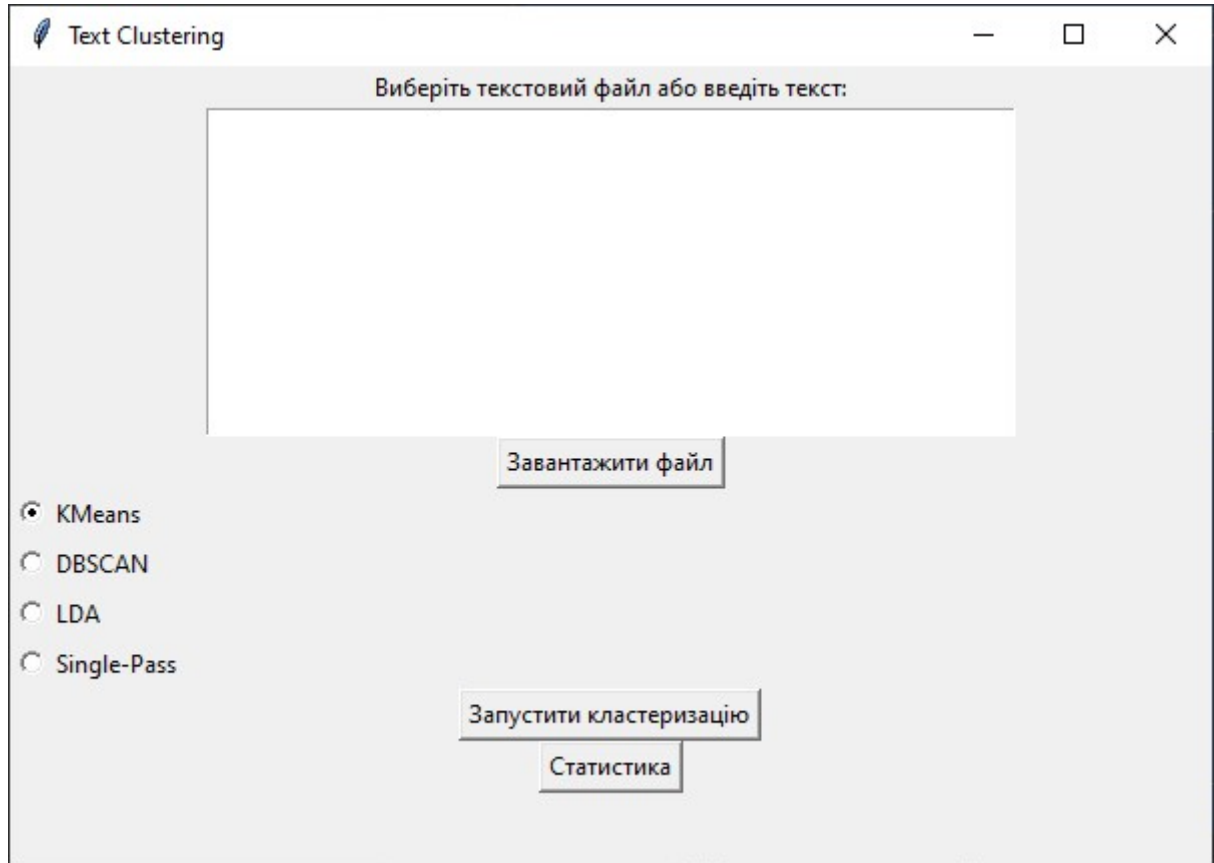 Text Clustering
Виберіть текстовий файл або введіть текст:
Завантажити файл
KMeans
DBSCAN
LDA
Single-Pass
Запустити кластеризацію
Статистика